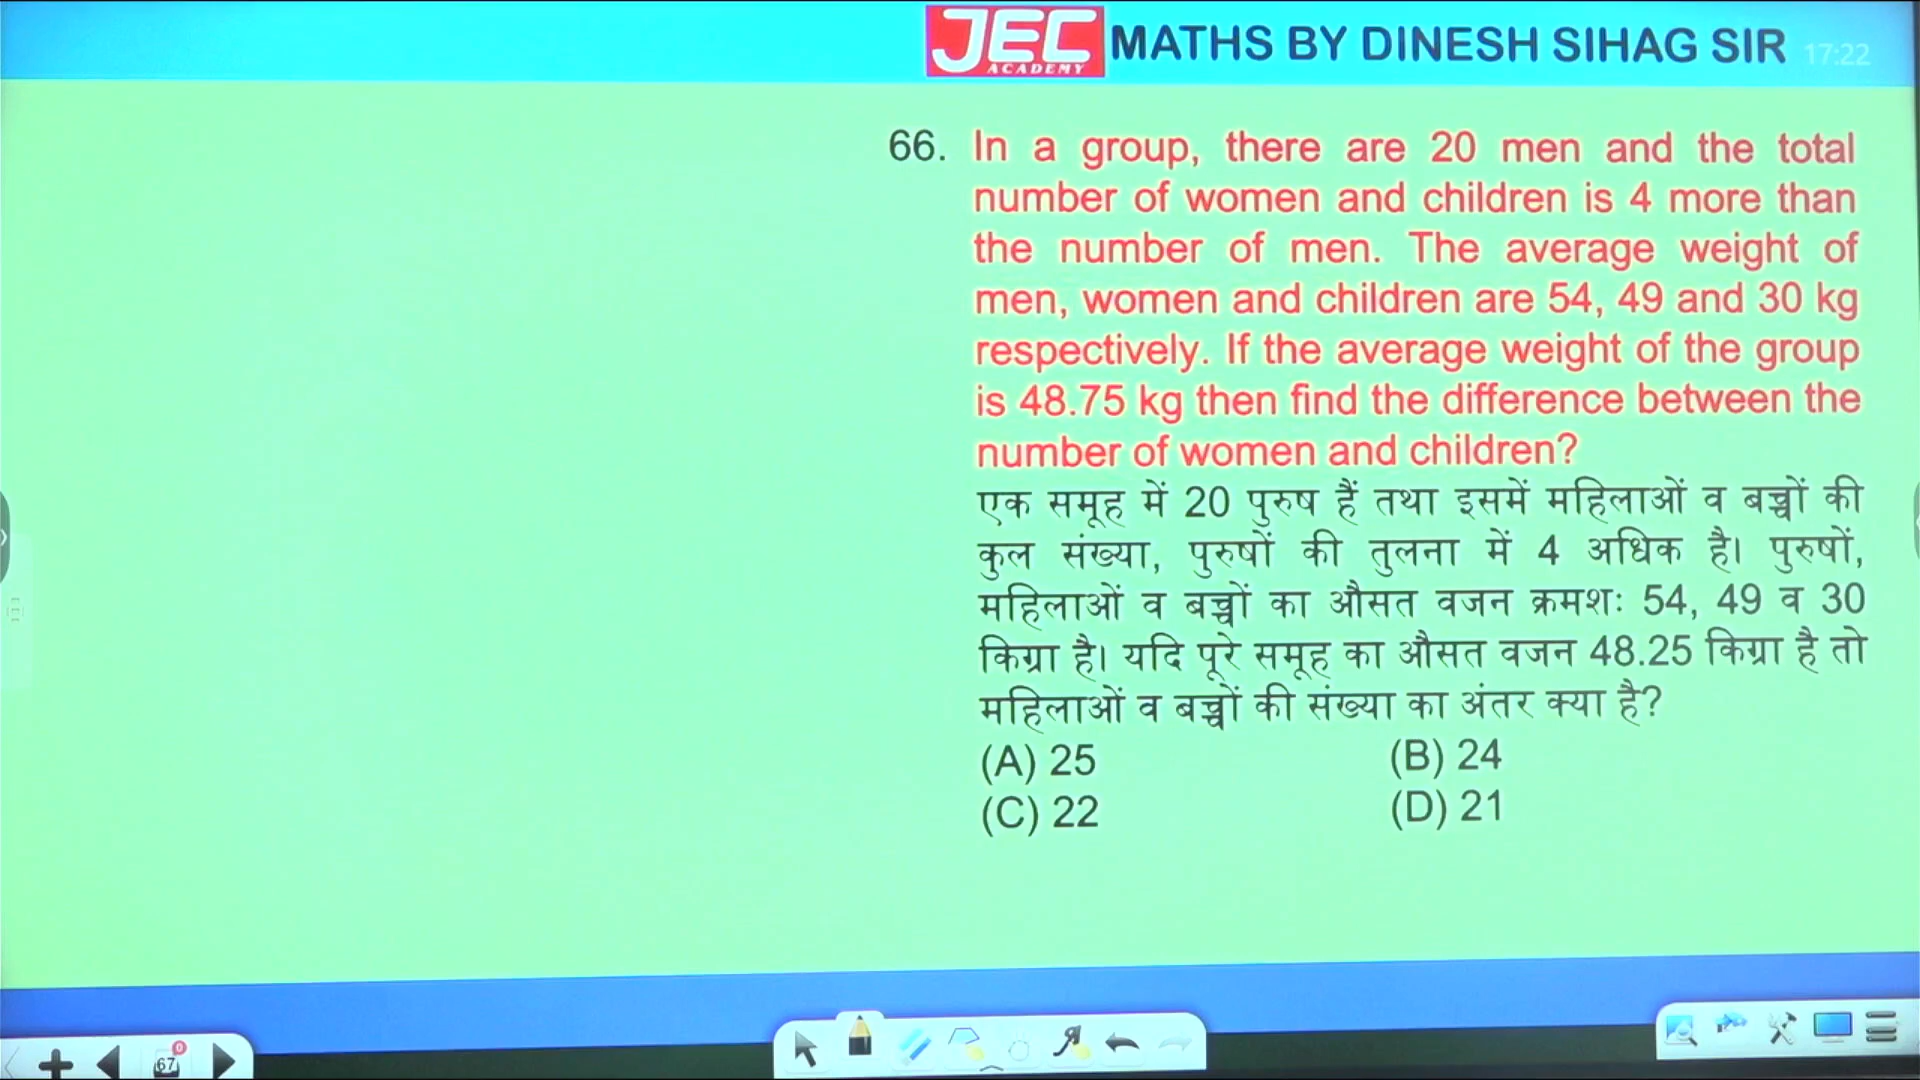 JEC
ACADEMY
MATHS BY DINESH SIHAG SIR
17:22
66. In a group, there are 20 men and the total
number of women and children is 4 more than
the number of men. The average weight of
men, women and children are 54, 49 and 30 kg
respectively. If the average weight of the group
is 48.75 kg then find the difference between the
number of women and children?
एक समूह में 20 पुरुष हैं तथा इसमें महिलाओं व बच्चों की
कुल संख्या, पुरुषों की तुलना में 4 अधिक है। पुरुषों,
महिलाओं व बच्चों का औसत वजन क्रमशः 54, 49 व 30
किग्रा है। यदि पूरे समूह का औसत वजन 48.25 किग्रा है तो
महिलाओं व बच्चों की संख्या का अंतर क्या है?
(A) 25 (B) 24
(C) 22 (D) 21
67
0